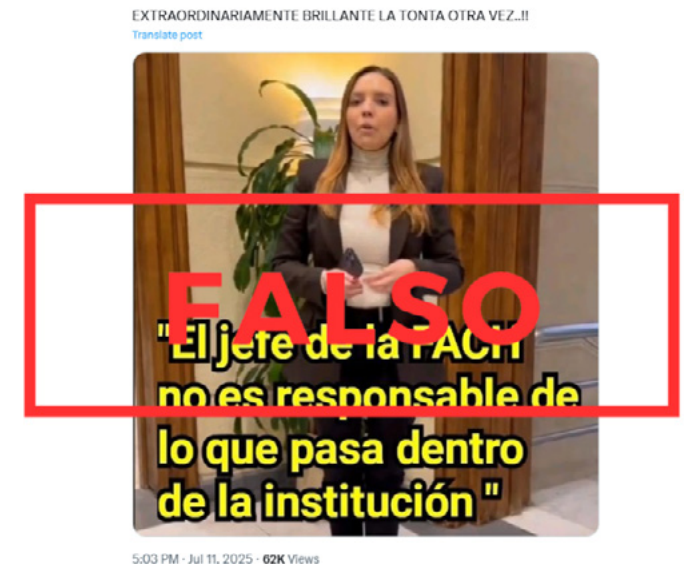 EXTRAORDINARIAMENTE BRILLANTE LA TONTA OTRA VEZ..!!
Translate post
FALSO
"El jefe de la FACH
no es responsable de
lo que pasa dentro
de la institución "
5:03 PM · Jul 11, 2025 · 62K Views